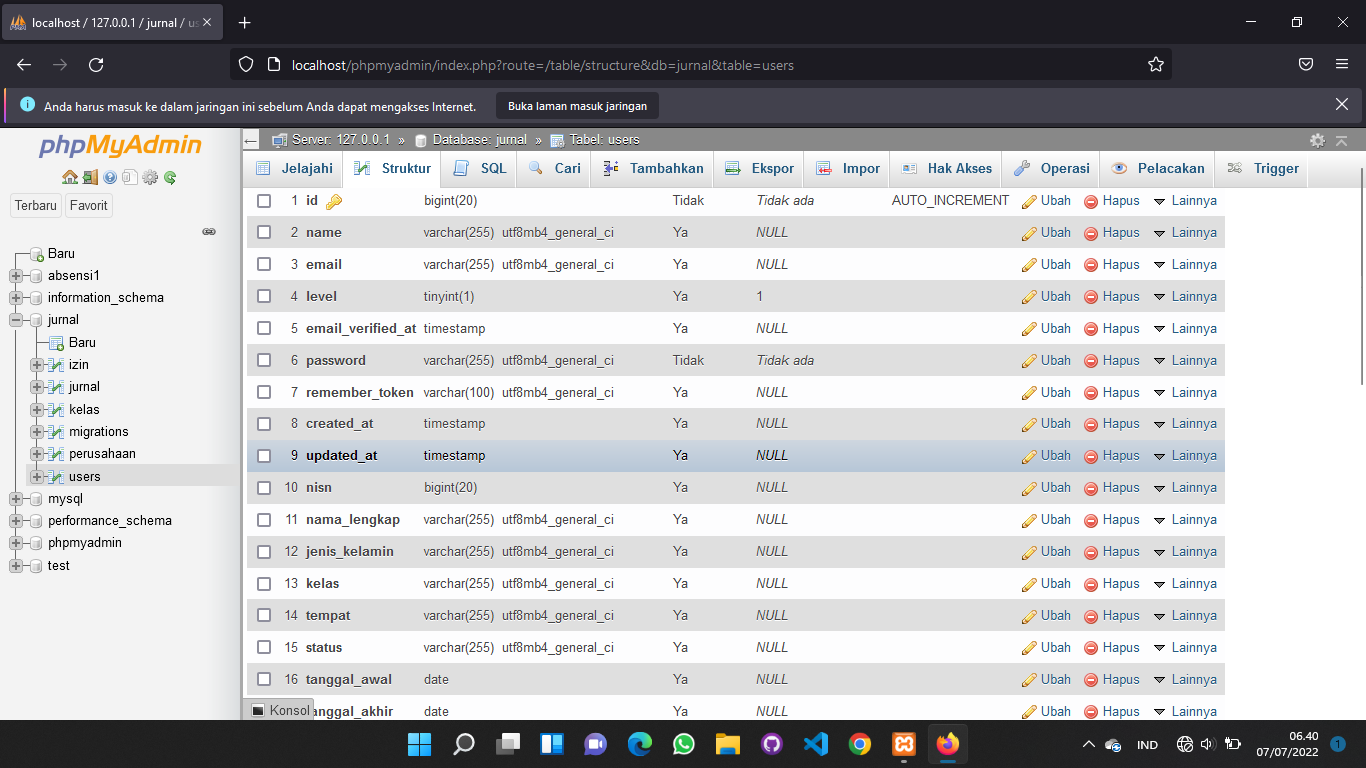 localhost / 127.0.0.1 / jurnal / us
localhost/phpmyadmin/index.php?route=/table/structure&db=jurnal&table=users
Anda harus masuk ke dalam jaringan ini sebelum Anda dapat mengakses Internet. Buka laman masuk jaringan
phpMyAdmin
Terbaru Favorit
Baru
absensi1
information_schema
jurnal
Baru
izin
jurnal
kelas
migrations
perusahaan
users
mysql
performance_schema
phpmyadmin
test
Server: 127.0.0.1 » Database: jurnal » Tabel: users
Jelajahi Struktur SQL Cari Tambahkan Ekspor Impor Hak Akses Operasi Pelacakan Trigger
1 id bigint(20) Tidak Tidak ada AUTO_INCREMENT Ubah Hapus Lainnya
2 name varchar(255) utf8mb4_general_ci Ya NULL Ubah Hapus Lainnya
3 email varchar(255) utf8mb4_general_ci Ya NULL Ubah Hapus Lainnya
4 level tinyint(1) Ya 1 Ubah Hapus Lainnya
5 email_verified_at timestamp Ya NULL Ubah Hapus Lainnya
6 password varchar(255) utf8mb4_general_ci Tidak Tidak ada Ubah Hapus Lainnya
7 remember_token varchar(100) utf8mb4_general_ci Ya NULL Ubah Hapus Lainnya
8 created_at timestamp Ya NULL Ubah Hapus Lainnya
9 updated_at timestamp Ya NULL Ubah Hapus Lainnya
10 nisn bigint(20) Ya NULL Ubah Hapus Lainnya
11 nama_lengkap varchar(255) utf8mb4_general_ci Ya NULL Ubah Hapus Lainnya
12 jenis_kelamin varchar(255) utf8mb4_general_ci Ya NULL Ubah Hapus Lainnya
13 kelas varchar(255) utf8mb4_general_ci Ya NULL Ubah Hapus Lainnya
14 tempat varchar(255) utf8mb4_general_ci Ya NULL Ubah Hapus Lainnya
15 status varchar(255) utf8mb4_general_ci Ya NULL Ubah Hapus Lainnya
16 tanggal_awal date Ya NULL Ubah Hapus Lainnya
anggal_akhir date Ya NULL Ubah Hapus Lainnya
Konsol
IND
06.40
07/07/2022
1